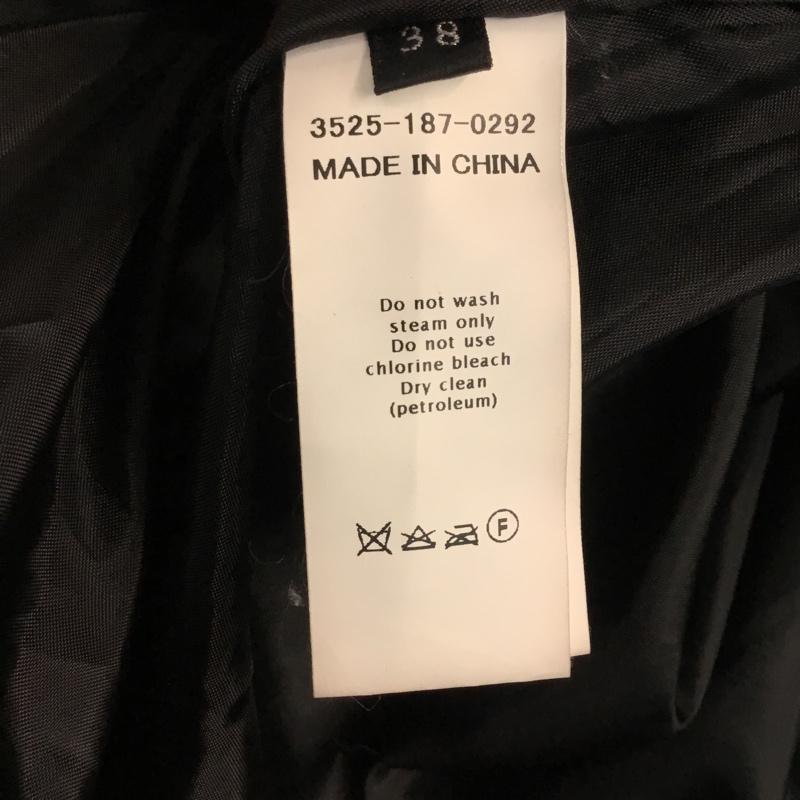 38
3525-187-0292
MADE IN CHINA
Do not wash
steam only
Do not use
chlorine bleach
Dry clean
(petroleum)
F